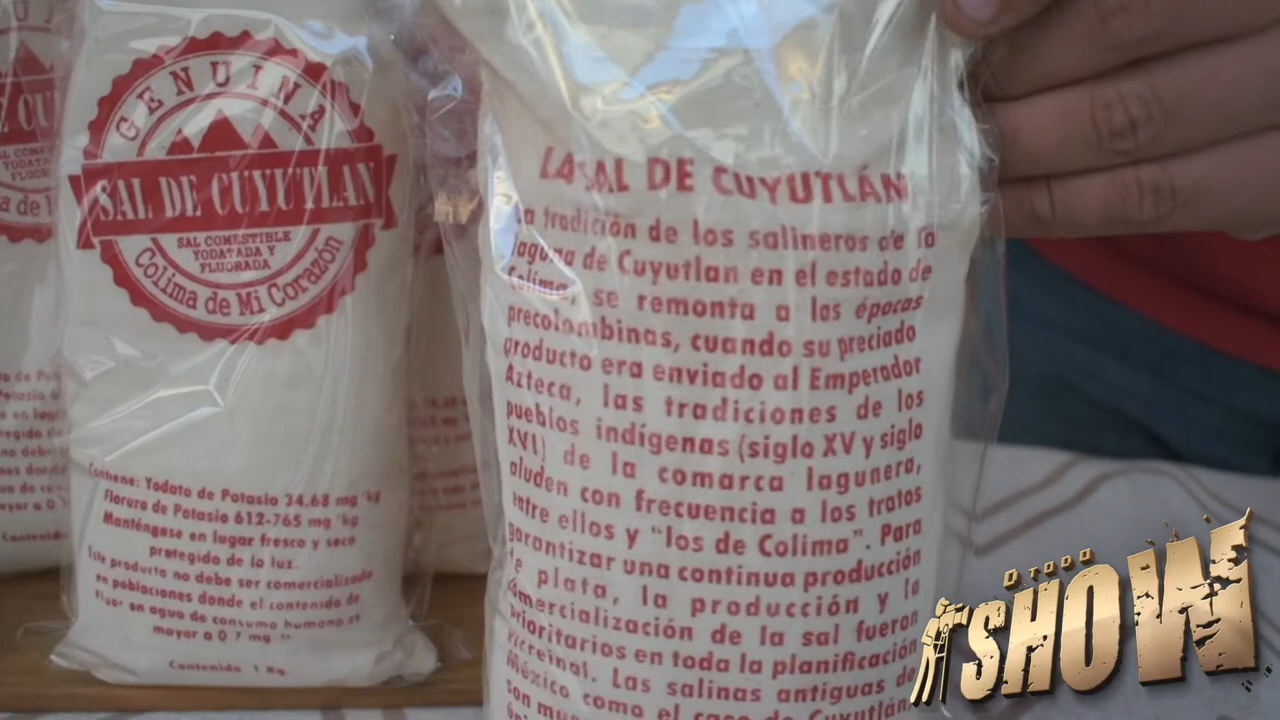 GENUINA
SAL DE CUYUTLAN
SAL COMESTIBLE
YODATADA Y
FLUORADA
Colima de Mi Corazón
Contiene: Yodato de Potasio 34.68 mg/kg
Floruro de Potasio 612-765 mg/kg
Manténgase en lugar fresco y seco
protegido de la luz.
Este producto no debe ser comercializado
en poblaciones donde el contenido de
fluor en agua de consumo humano es
mayor a 0.7 mg
Contenido 1 Kg.
LA SAL DE CUYUTLÁN
La tradición de los salineros de la
laguna de Cuyutlan en el estado de
Colima, se remonta a las épocas
precolombinas, cuando su preciado
producto era enviado al Emperador
Azteca, las tradiciones de los
pueblos indígenas (siglo XV y siglo
XVI) de la comarca lagunera,
aluden con frecuencia a los tratos
entre ellos y "los de Colima". Para
garantizar una continua producción
de plata, la producción y la
comercialización de la sal fueron
prioritarios en toda la planificación
virreinal. Las salinas antiguas de
México como el caso de Cuyutlán,
son
A TODO
SHOW